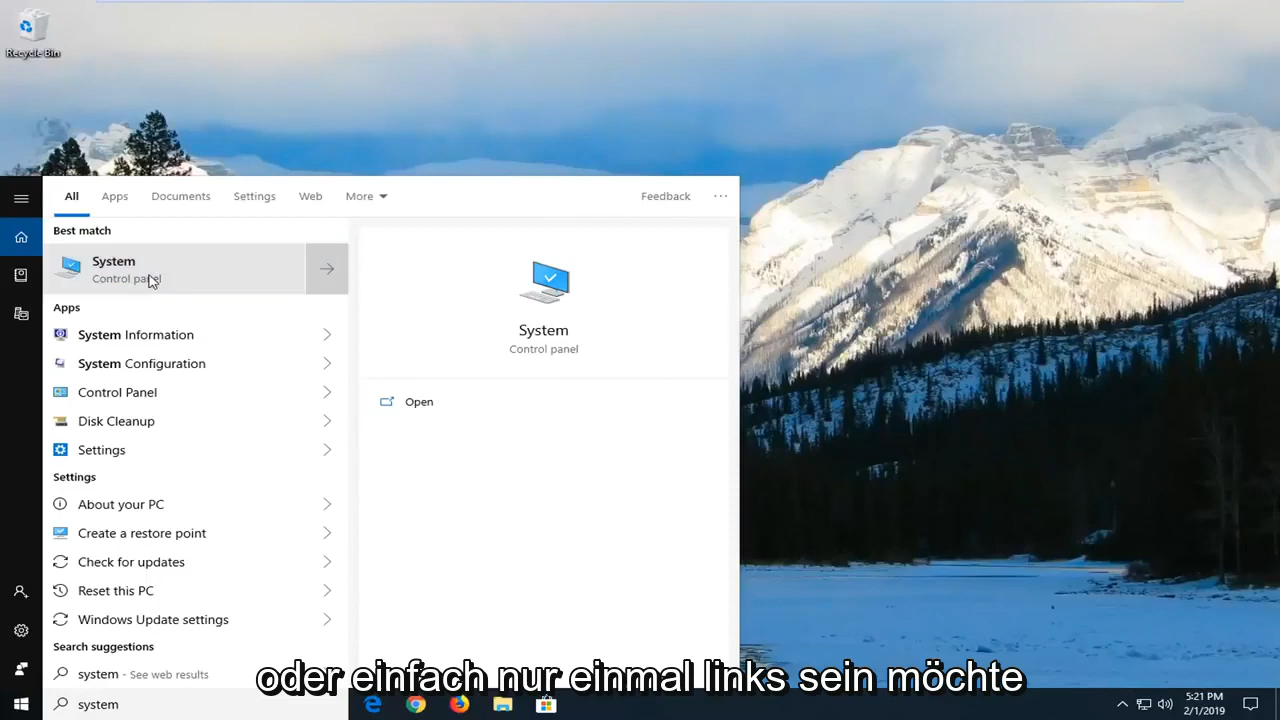 Recycle Bin
All Apps Documents Settings Web More Feedback ...
Best match
System
Control panel
Apps
System Information
System Configuration
Control Panel
Disk Cleanup
Settings
Settings
About your PC
Create a restore point
Check for updates
Reset this PC
Windows Update settings
Search suggestions
system - See web results
system
System
Control panel
Open
oder einfach nur einmal links sein möchte
5:21 PM
2/1/2019